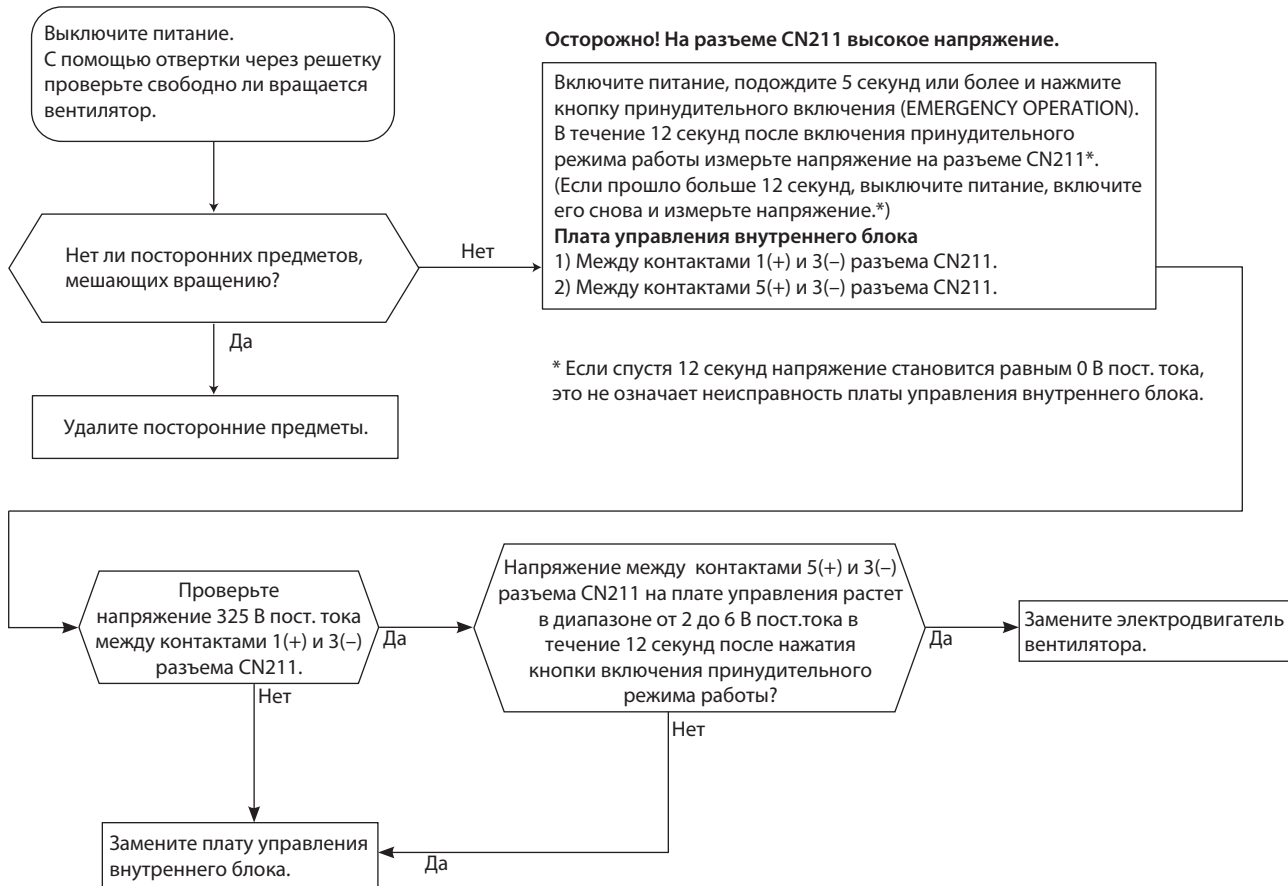 Выключите питание.
С помощью отвертки через решетку
проверьте свободно ли вращается
вентилятор.
Нет ли посторонних предметов,
мешающих вращению?
Нет
Да
Удалите посторонние предметы.
Осторожно! На разъеме CN211 высокое напряжение.
Включите питание, подождите 5 секунд или более и нажмите
кнопку принудительного включения (EMERGENCY OPERATION).
В течение 12 секунд после включения принудительного
режима работы измерьте напряжение на разъеме CN211*.
(Если прошло больше 12 секунд, выключите питание, включите
его снова и измерьте напряжение.*)
Плата управления внутреннего блока
1) Между контактами 1(+) и 3(–) разъема CN211.
2) Между контактами 5(+) и 3(–) разъема CN211.
* Если спустя 12 секунд напряжение становится равным 0 В пост. тока,
это не означает неисправность платы управления внутреннего блока.
Проверьте
напряжение 325 В пост. тока
между контактами 1(+) и 3(–)
разъема CN211.
Да
Нет
Напряжение между контактами 5(+) и 3(–)
разъема CN211 на плате управления растет
в диапазоне от 2 до 6 В пост.тока в
течение 12 секунд после нажатия
кнопки включения принудительного
режима работы?
Да
Нет
Замените электродвигатель
вентилятора.
Замените плату управления
внутреннего блока.
Да